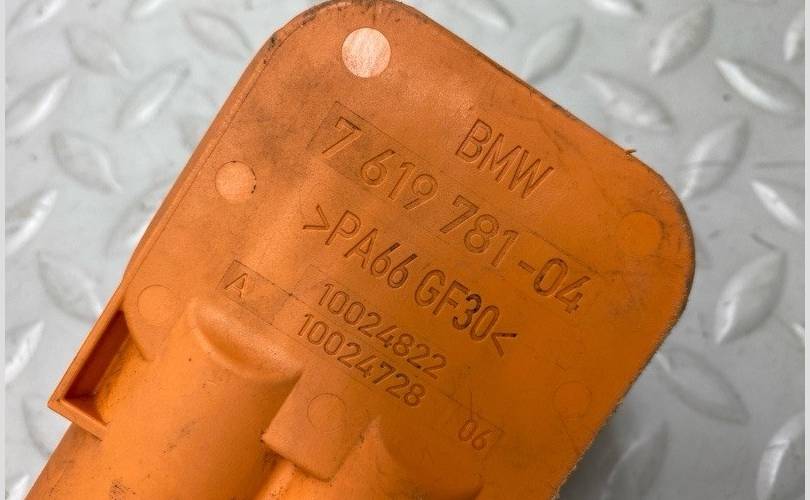 BMW
7 619 781-04
>PA66 GF30<
A 10024822
10024728 06